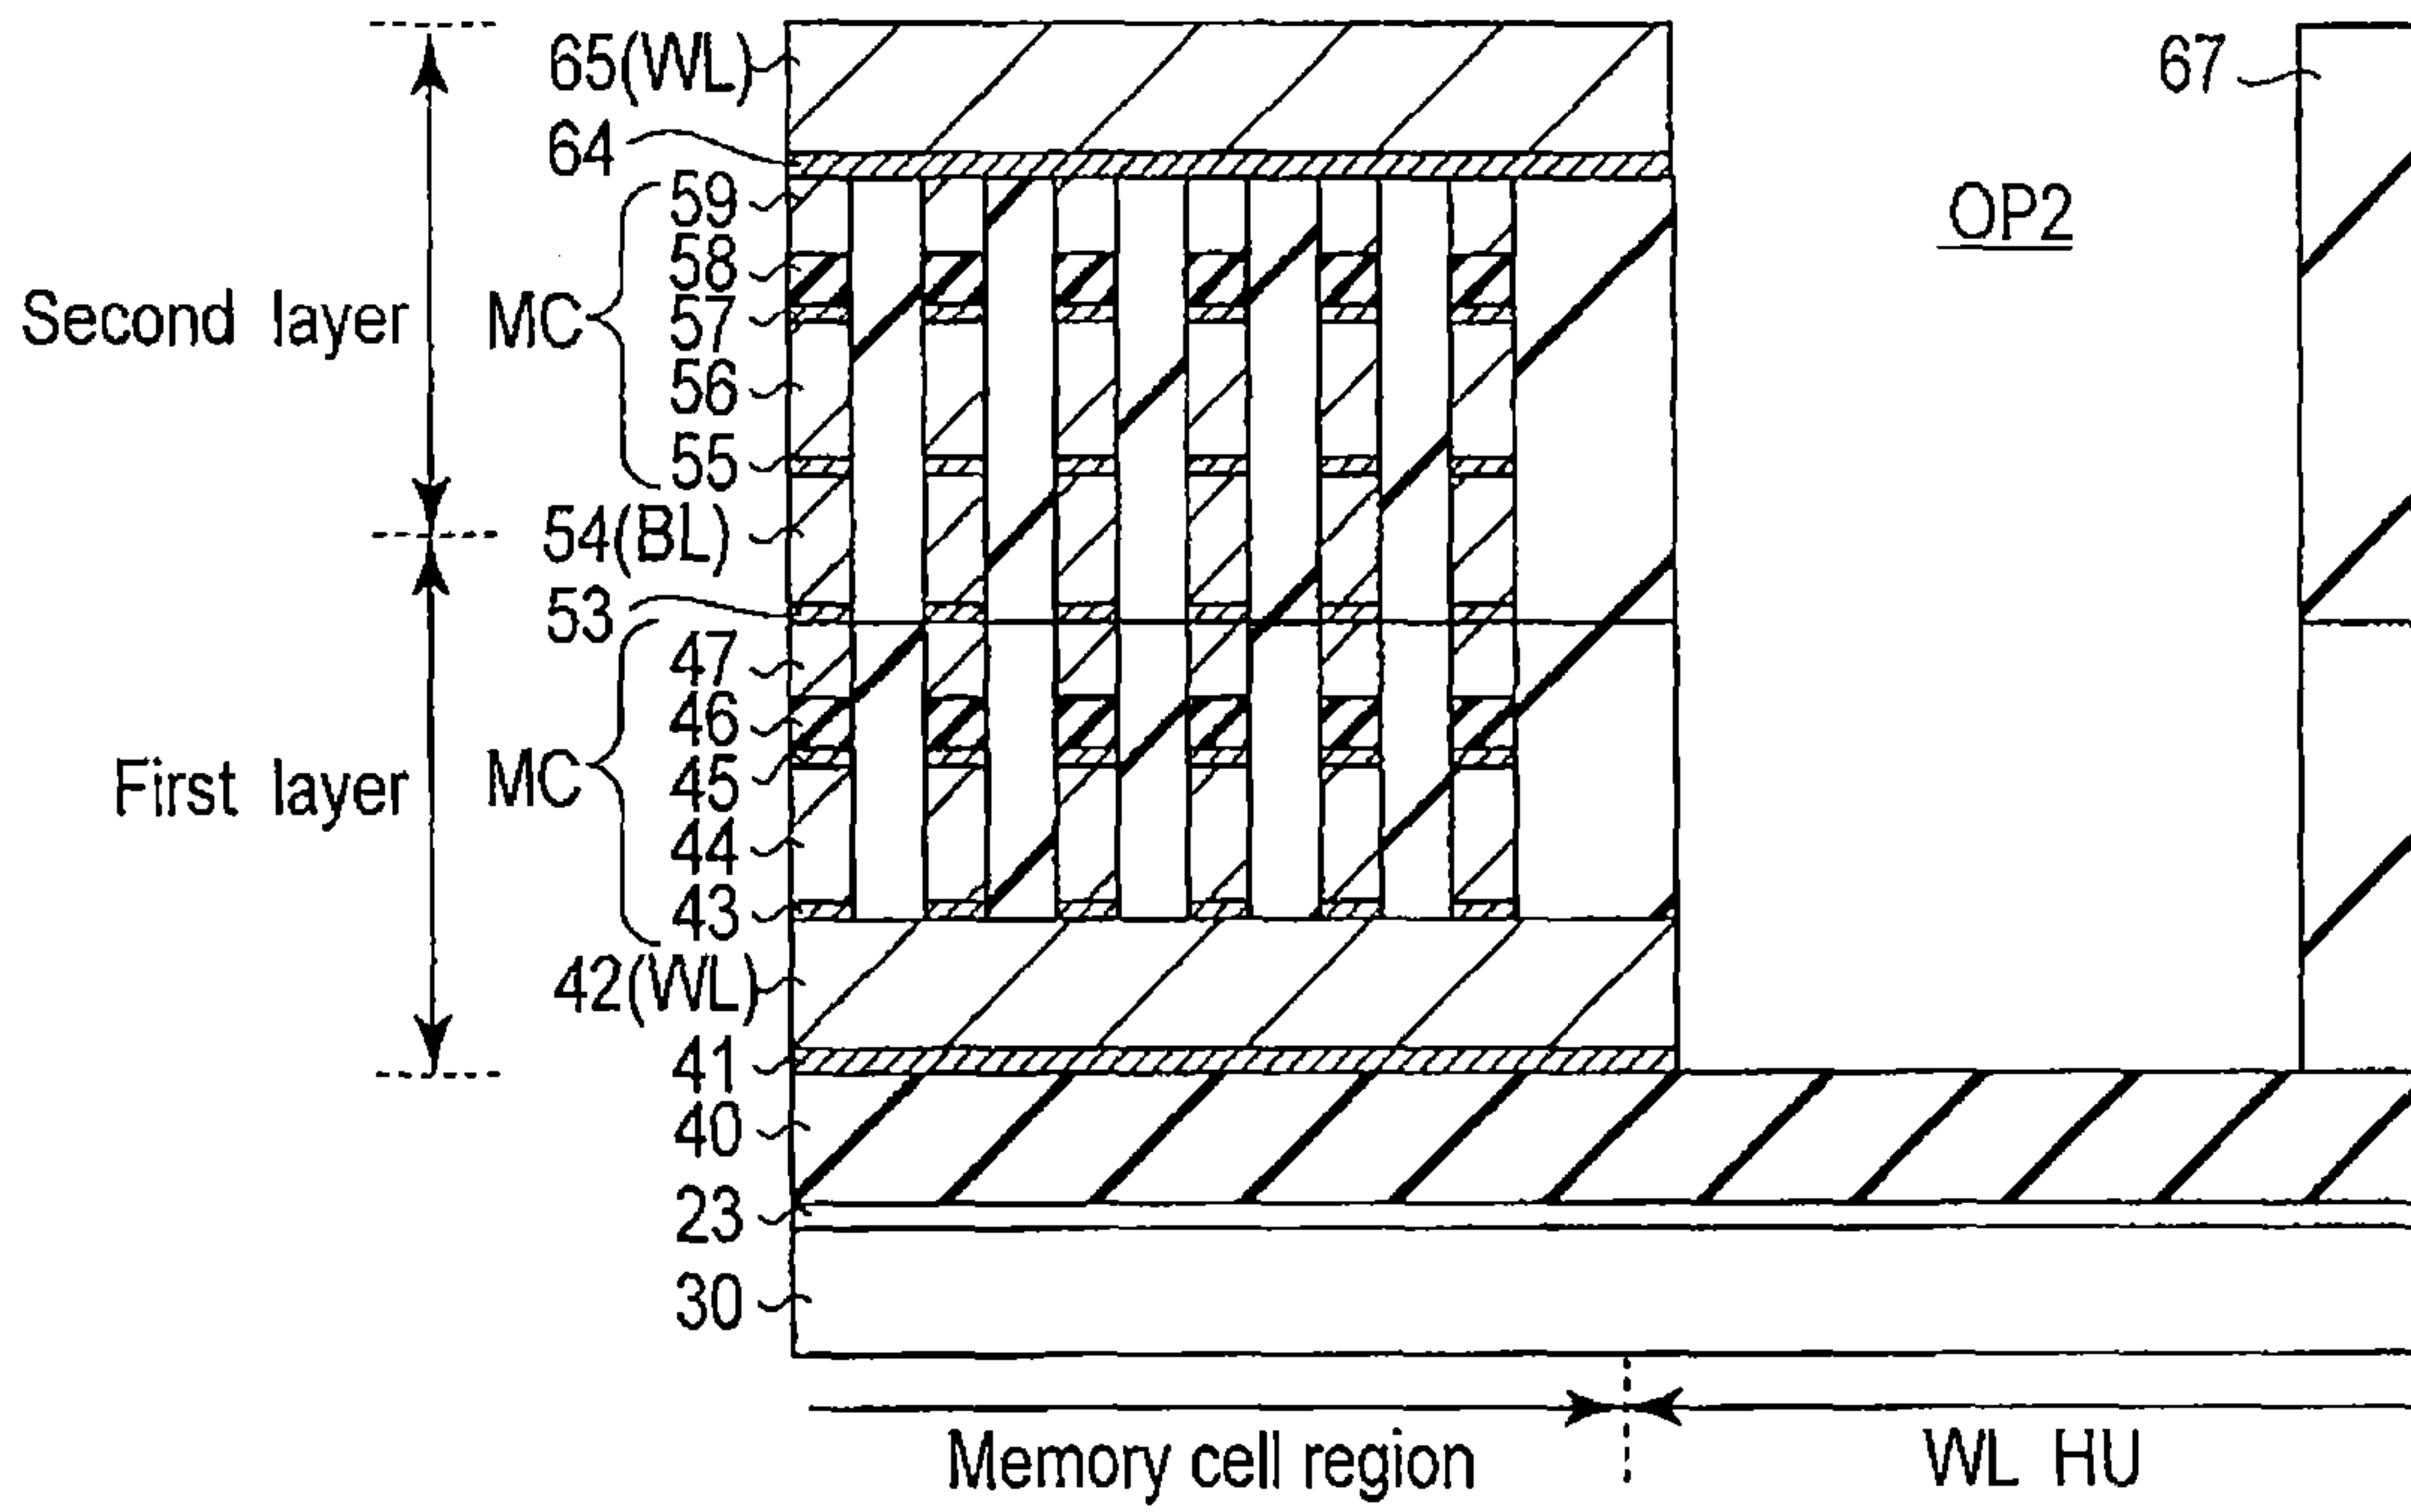 65(WL)
67
64
59
OP2
58
Second layer
MC
57
56
55
54(BL)
53
47
46
First layer
MC
45
44
43
42(WL)
41
40
23
30
Memory cell region
WL HU